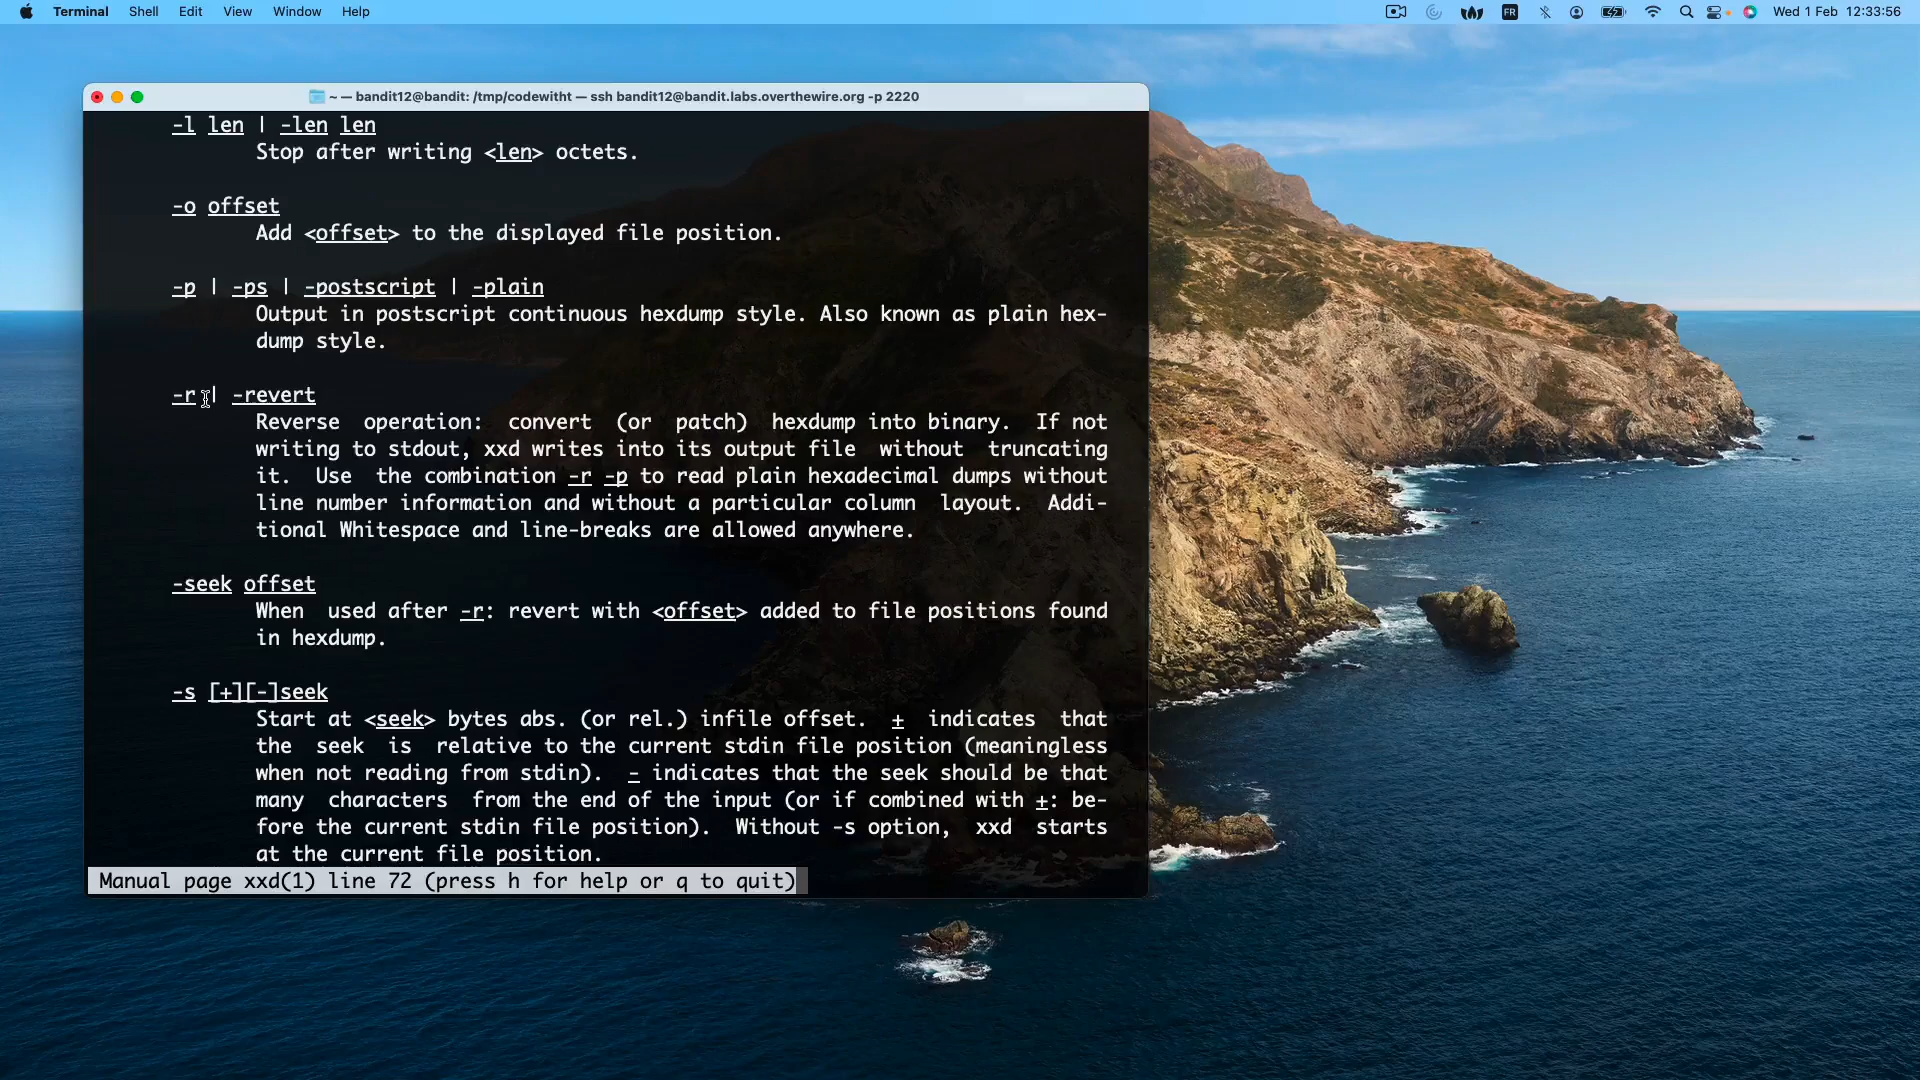 Terminal Shell Edit View Window Help FR Wed 1 Feb 12:33:56
~ — bandit12@bandit: /tmp/codewitht — ssh bandit12@bandit.labs.overthewire.org -p 2220
-l len | -len len
Stop after writing <len> octets.
-o offset
Add <offset> to the displayed file position.
-p | -ps | -postscript | -plain
Output in postscript continuous hexdump style. Also known as plain hex-
dump style.
-r | -revert
Reverse operation: convert (or patch) hexdump into binary. If not
writing to stdout, xxd writes into its output file without truncating
it. Use the combination -r -p to read plain hexadecimal dumps without
line number information and without a particular column layout. Addi-
tional Whitespace and line-breaks are allowed anywhere.
-seek offset
When used after -r: revert with <offset> added to file positions found
in hexdump.
-s [+][-]seek
Start at <seek> bytes abs. (or rel.) infile offset. + indicates that
the seek is relative to the current stdin file position (meaningless
when not reading from stdin). - indicates that the seek should be that
many characters from the end of the input (or if combined with +: be-
fore the current stdin file position). Without -s option, xxd starts
at the current file position.
Manual page xxd(1) line 72 (press h for help or q to quit)